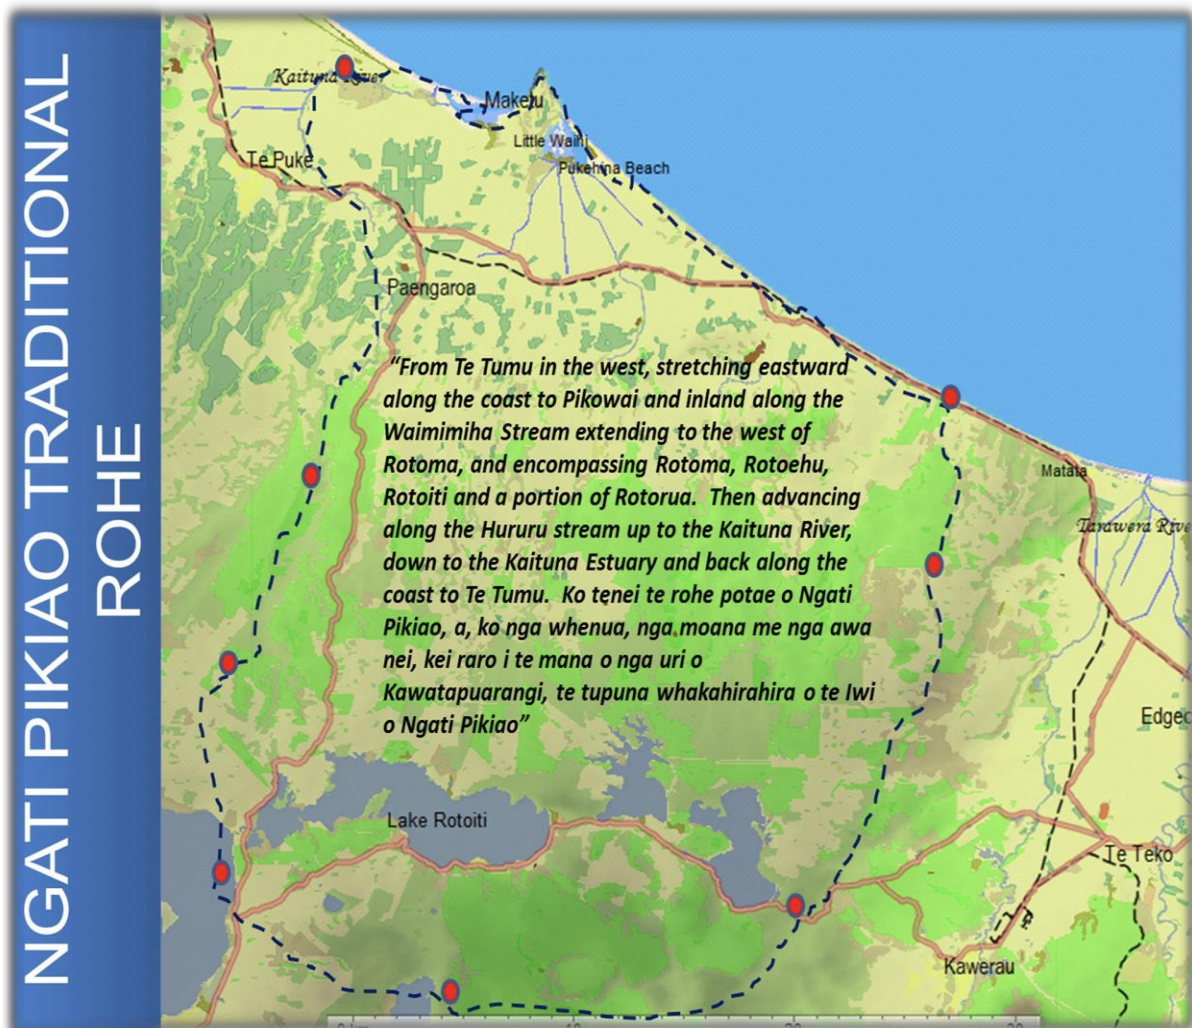 NGATI PIKIAO TRADITIONAL
ROHE
Kaituna River
Maketu
Little Waihi
Pukehina Beach
Te Puke
Paengaroa
“From Te Tumu in the west, stretching eastward
along the coast to Pikowai and inland along the
Waimimiha Stream extending to the west of
Rotoma, and encompassing Rotoma, Rotoehu,
Rotoiti and a portion of Rotorua. Then advancing
along the Hururu stream up to the Kaituna River,
down to the Kaituna Estuary and back along the
coast to Te Tumu. Ko tenei te rohe potae o Ngati
Pikiao, a, ko nga whenua, nga moana me nga awa
nei, kei raro i te mana o nga uri o
Kawatapuarangi, te tupuna whakahirahira o te Iwi
o Ngati Pikiao”
Matata
Tarawera Rive
Edgec
Lake Rotoiti
Te Teko
Kawerau